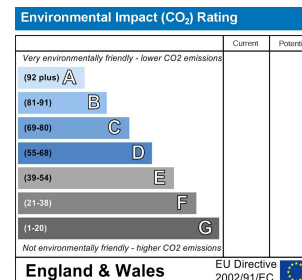 Environmental Impact (CO₂) Rating
Current
Very environmentally friendly - lower CO2 emissions
(92 plus) A
(81-91) B
(69-80) C
(55-68) D
(39-54) E
(21-38) F
(1-20) G
Not environmentally friendly - higher CO2 emissions
England & Wales
EU Directive
2002/91/EC